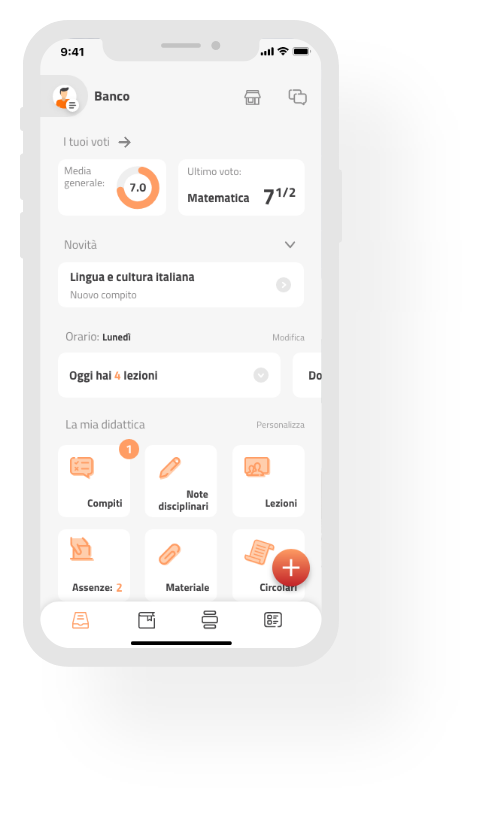 9:41
Banco
I tuoi voti
Media
generale:
7.0
Ultimo voto:
Matematica
7 1/2
Novità
Lingua e cultura italiana
Nuovo compito
Orario: Lunedì
Modifica
Oggi hai 4 lezioni
Do
La mia didattica
Personalizza
1
Compiti
Note
disciplinari
Lezioni
Assenze: 2
Materiale
Circolari